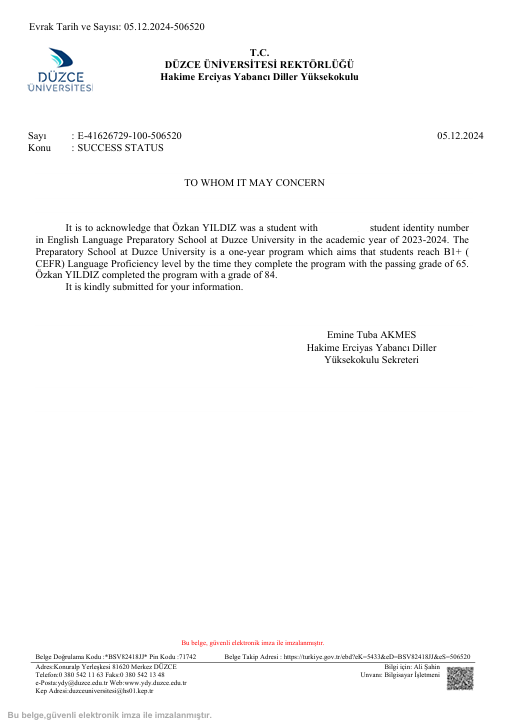 Evrak Tarih ve Sayısı: 05.12.2024-506520
T.C.
DÜZCE ÜNİVERSİTESİ REKTÖRLÜĞÜ
Hakime Erciyas Yabancı Diller Yüksekokulu
DÜZCE
ÜNİVERSİTESİ
Sayı : E-41626729-100-506520 05.12.2024
Konu : SUCCESS STATUS
TO WHOM IT MAY CONCERN
It is to acknowledge that Özkan YILDIZ was a student with student identity number
in English Language Preparatory School at Duzce University in the academic year of 2023-2024. The
Preparatory School at Duzce University is a one-year program which aims that students reach B1+ (
CEFR) Language Proficiency level by the time they complete the program with the passing grade of 65.
Özkan YILDIZ completed the program with a grade of 84.
It is kindly submitted for your information.
Emine Tuba AKMES
Hakime Erciyas Yabancı Diller
Yüksekokulu Sekreteri
Bu belge, güvenli elektronik imza ile imzalanmıştır.
Belge Doğrulama Kodu :*BSV82418JJ* Pin Kodu :71742 Belge Takip Adresi : https://turkiye.gov.tr/ebd?eK=5433&eD=BSV82418JJ&eS=506520
Adres:Konuralp Yerleşkesi 81620 Merkez DÜZCE Bilgi için: Ali Şahin
Telefon:0 380 542 11 63 Faks:0 380 542 13 48 Unvanı: Bilgisayar İşletmeni
e-Posta:ydy@duzce.edu.tr Web:www.ydy.duzce.edu.tr
Kep Adresi:duzceuniversitesi@hs01.kep.tr
Bu belge,güvenli elektronik imza ile imzalanmıştır.